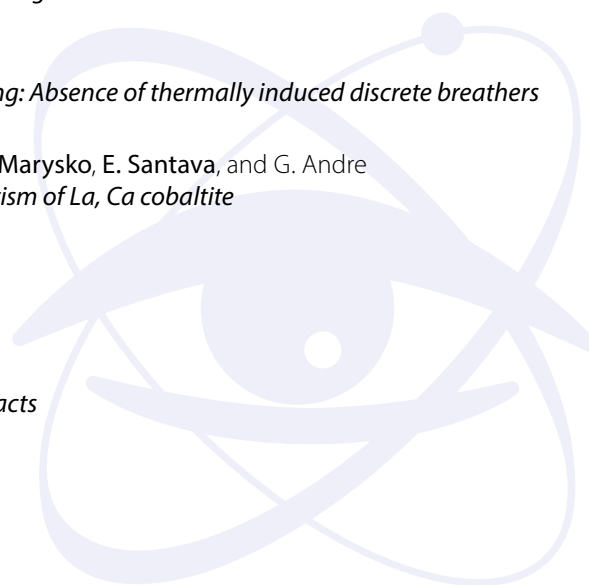 ng: Absence of thermally induced discrete breathers
Marysko, E. Santava, and G. Andre
ism of La, Ca cobaltite
acts